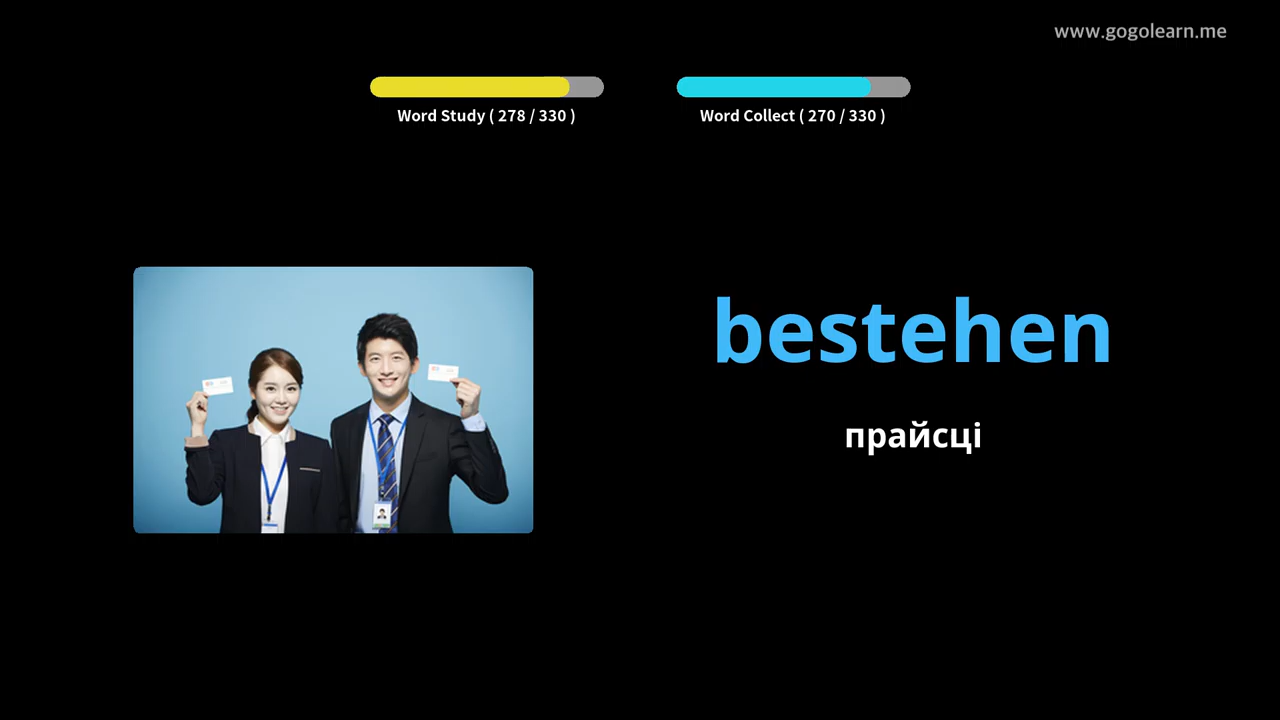 www.gogolearn.me
Word Study ( 278 / 330 )
Word Collect ( 270 / 330 )
bestehen
прайсці